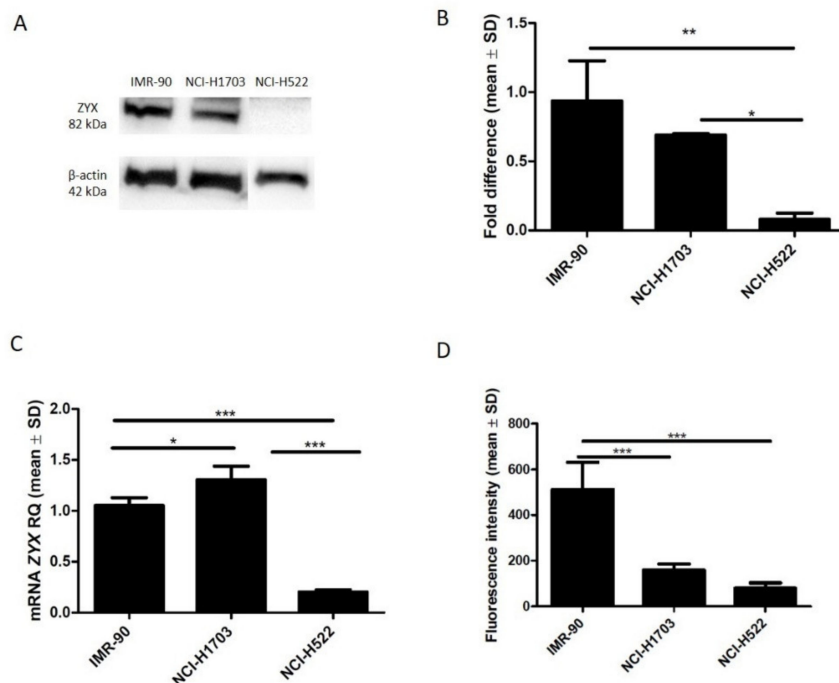 A
IMR-90 NCI-H1703 NCI-H522
ZYX
82 kDa
β-actin
42 kDa
B
Fold difference (mean ± SD)
1.5
1.0
0.5
0.0
**
*
IMR-90
NCI-H1703
NCI-H522
C
mRNA ZYX RQ (mean ± SD)
2.0
1.5
1.0
0.5
0.0
***
*
***
IMR-90
NCI-H1703
NCI-H522
D
Fluorescence intensity (mean ± SD)
800
600
400
200
0
***
***
IMR-90
NCI-H1703
NCI-H522